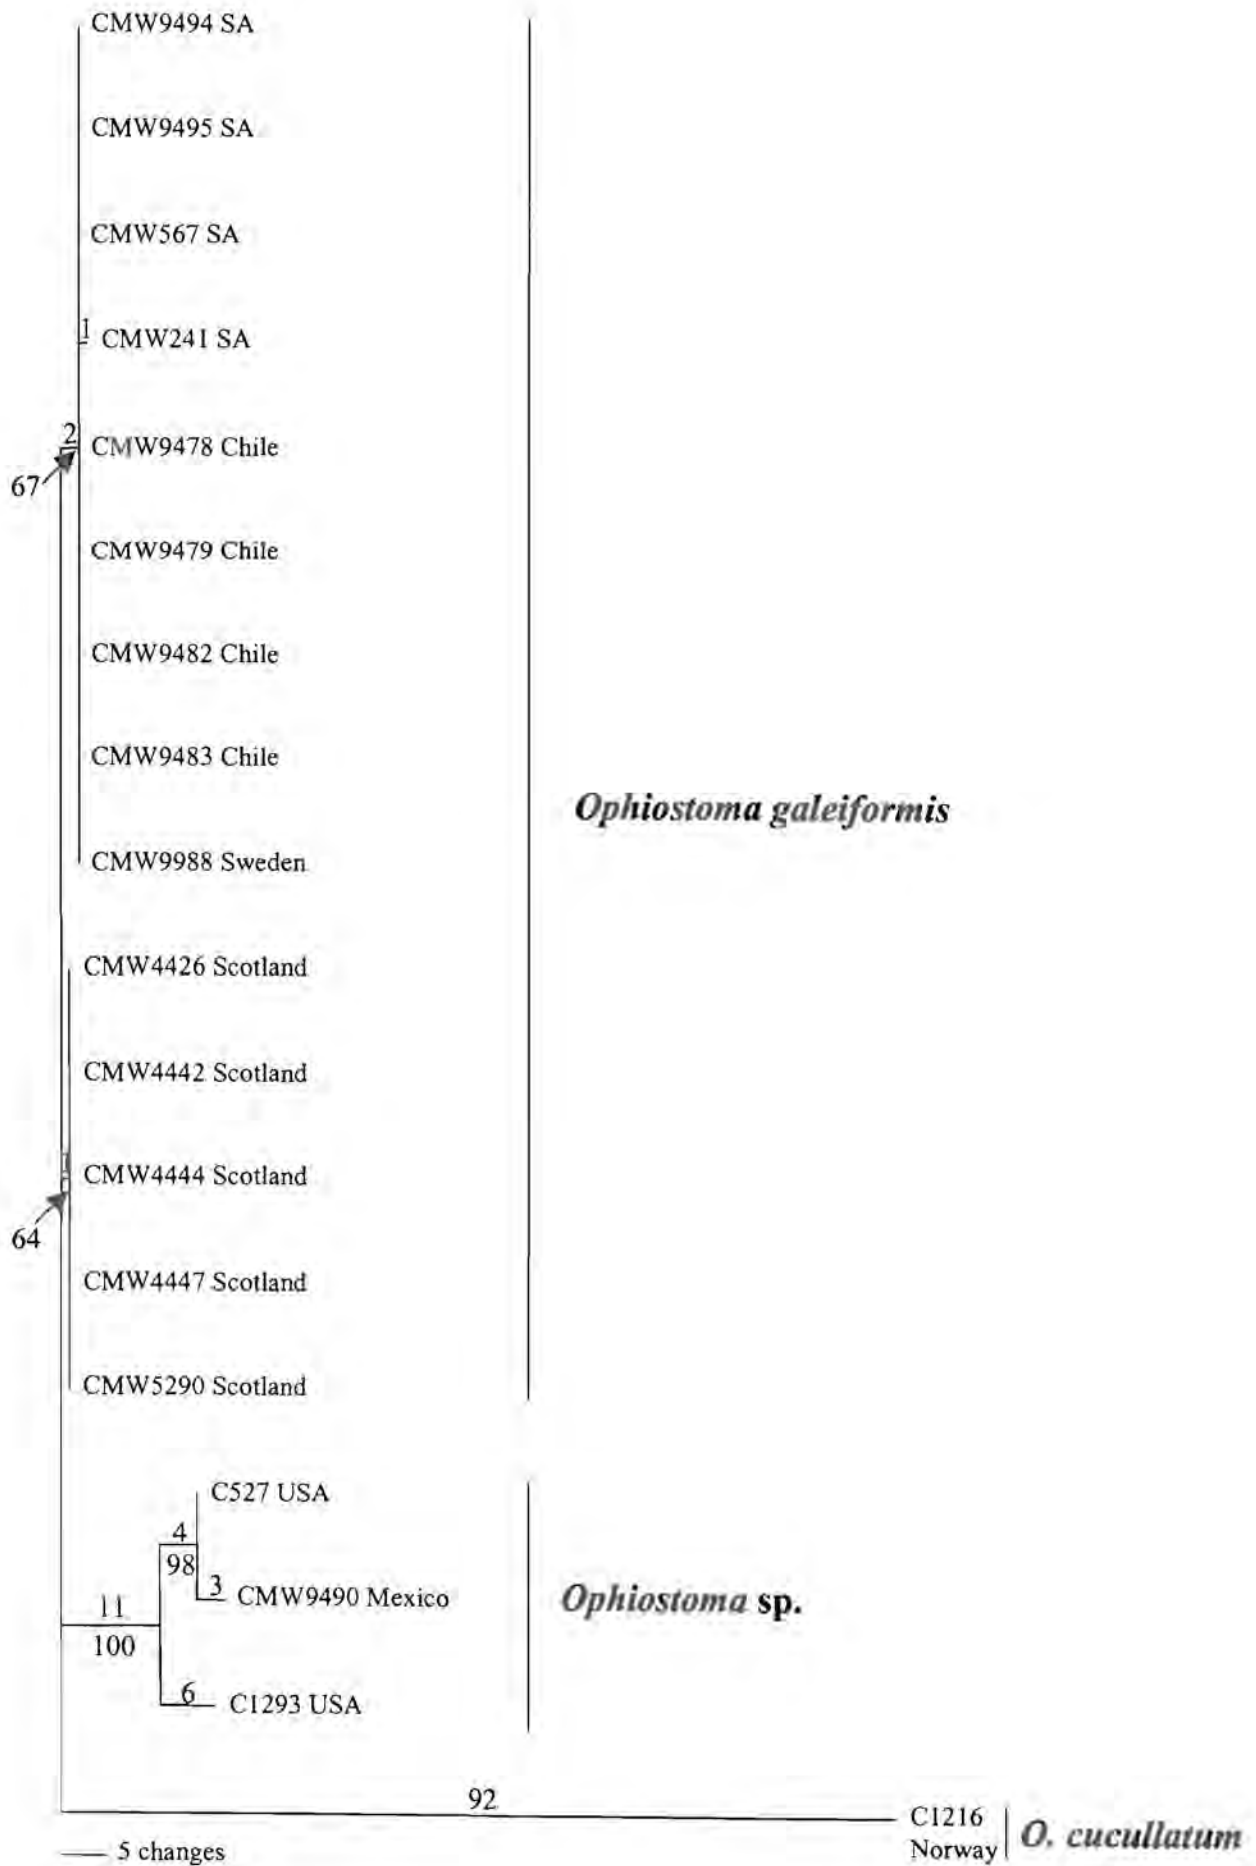 CMW9494 SA
CMW9495 SA
CMW567 SA
1 CMW241 SA
2 CMW9478 Chile
67
CMW9479 Chile
CMW9482 Chile
CMW9483 Chile
Ophiostoma galeiformis
CMW9988 Sweden
CMW4426 Scotland
CMW4442 Scotland
1 CMW4444 Scotland
64
CMW4447 Scotland
CMW5290 Scotland
C527 USA
4
98
3 CMW9490 Mexico
Ophiostoma sp.
11
100
6 C1293 USA
92
C1216
Norway
O. cucullatum
5 changes